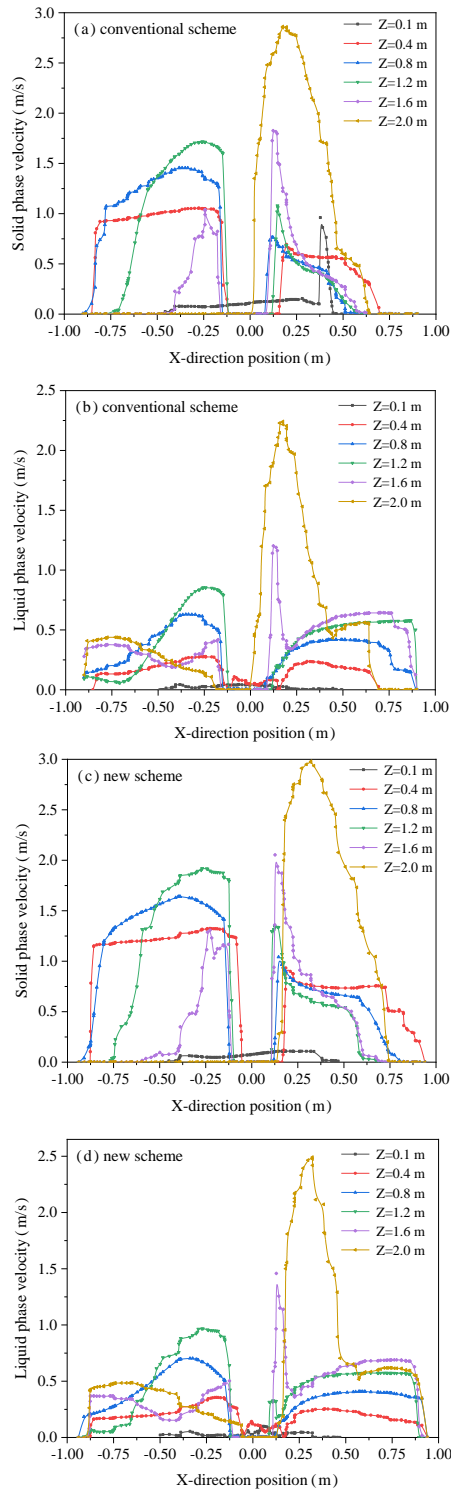 (a) conventional scheme
Z=0.1 m
Z=0.4 m
Z=0.8 m
Z=1.2 m
Z=1.6 m
Z=2.0 m
Solid phase velocity (m/s)
3.0
2.5
2.0
1.5
1.0
0.5
0.0
-1.00 -0.75 -0.50 -0.25 0.00 0.25 0.50 0.75 1.00
X-direction position (m)
(b) conventional scheme
Z=0.1 m
Z=0.4 m
Z=0.8 m
Z=1.2 m
Z=1.6 m
Z=2.0 m
Liquid phase velocity (m/s)
2.5
2.0
1.5
1.0
0.5
0.0
-1.00 -0.75 -0.50 -0.25 0.00 0.25 0.50 0.75 1.00
X-direction position (m)
(c) new scheme
Z=0.1 m
Z=0.4 m
Z=0.8 m
Z=1.2 m
Z=1.6 m
Z=2.0 m
Solid phase velocity (m/s)
3.0
2.5
2.0
1.5
1.0
0.5
0.0
-1.00 -0.75 -0.50 -0.25 0.00 0.25 0.50 0.75 1.00
X-direction position (m)
(d) new scheme
Z=0.1 m
Z=0.4 m
Z=0.8 m
Z=1.2 m
Z=1.6 m
Z=2.0 m
Liquid phase velocity (m/s)
2.5
2.0
1.5
1.0
0.5
0.0
-1.00 -0.75 -0.50 -0.25 0.00 0.25 0.50 0.75 1.00
X-direction position (m)